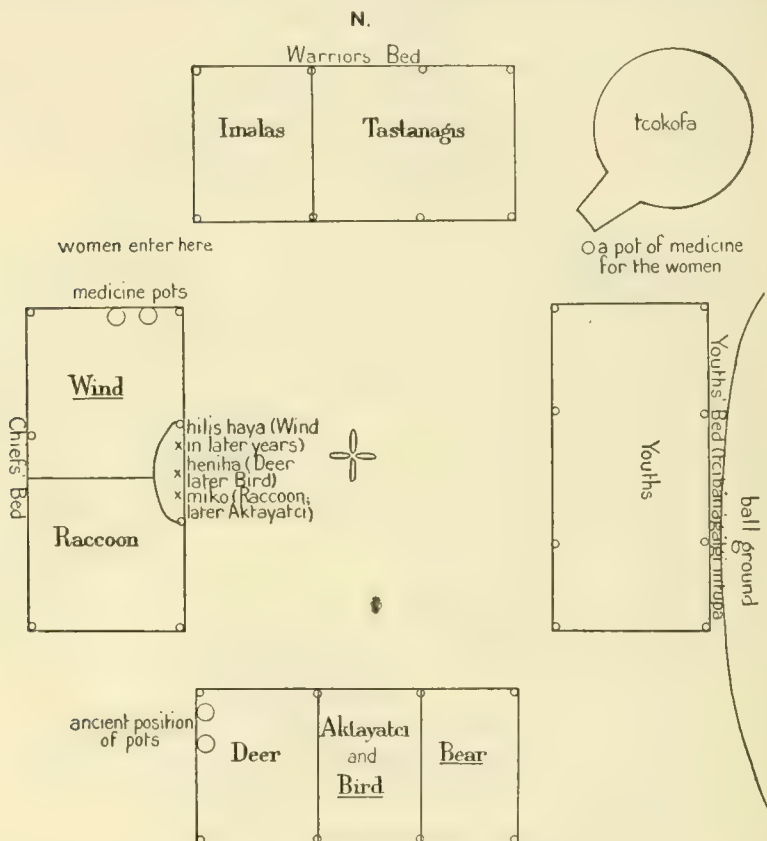 N.
Warriors Bed
Imalas
Tastanagis
tcokofa
women enter here
a pot of medicine
for the women
medicine pots
Wind
Chiefs' Bed
hilis haya (Wind
in later years)
heniha (Deer
later Bird)
miko (Raccoon;
later Aktayatci)
Raccoon
Youths
Youths' Bed
ball ground
ancient position
of pots
Deer
Aktayatci
and
Bird
Bear